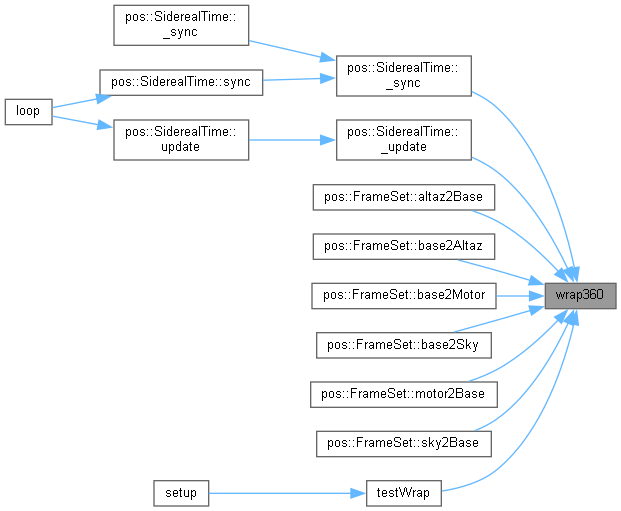 pos::SiderealTime::
_sync
pos::SiderealTime::sync
pos::SiderealTime::
_sync
loop
pos::SiderealTime::
update
pos::SiderealTime::
_update
pos::FrameSet::altaz2Base
pos::FrameSet::base2Altaz
pos::FrameSet::base2Motor
wrap360
pos::FrameSet::base2Sky
pos::FrameSet::motor2Base
pos::FrameSet::sky2Base
setup
testWrap